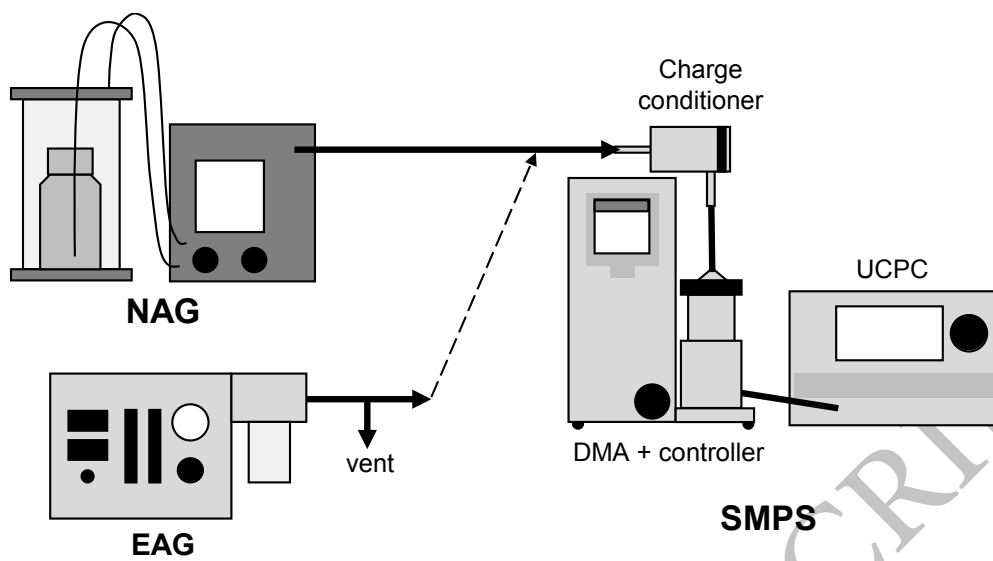 Charge
conditioner
UCPC
NAG
vent
DMA + controller
SMPS
EAG